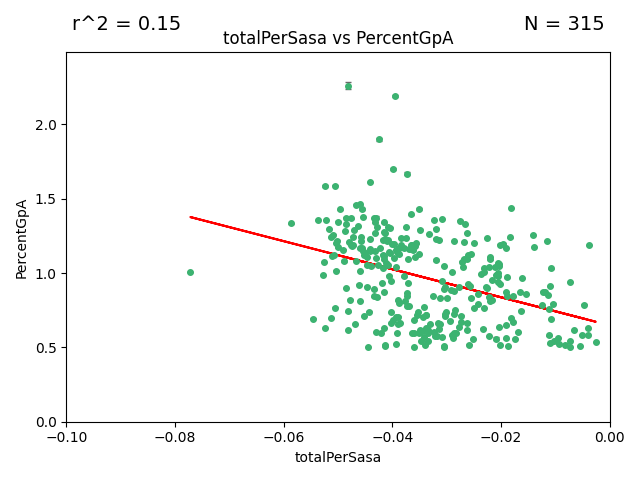 r^2 = 0.15
N = 315
totalPerSasa vs PercentGpA
PercentGpA
2.0
1.5
1.0
0.5
0.0
−0.10
−0.08
−0.06
−0.04
−0.02
0.00
totalPerSasa